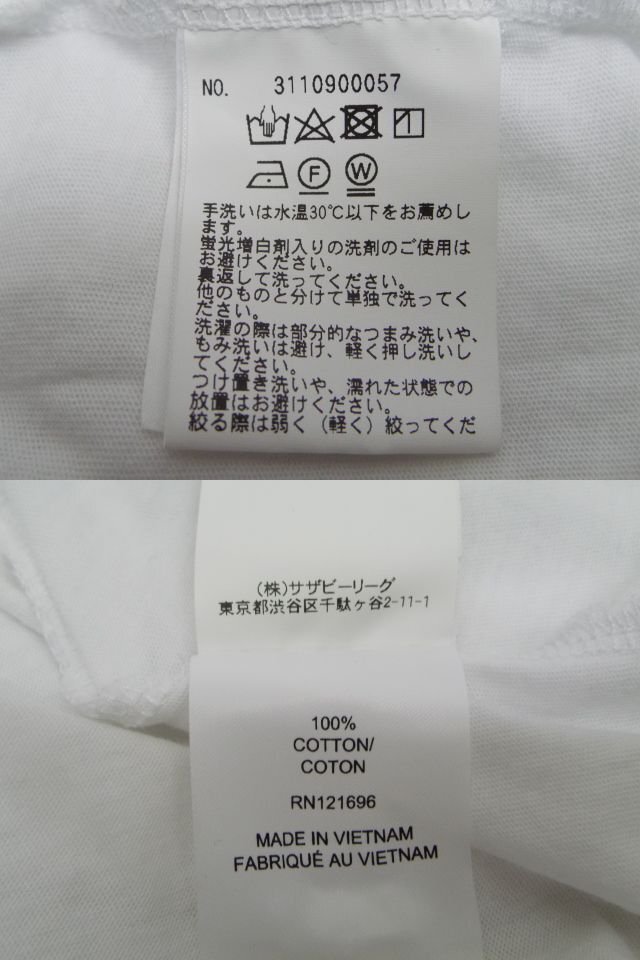 NO. 3110900057
F W
手洗いは水温30℃以下をお薦めし
ます。
蛍光増白剤入りの洗剤のご使用は
お避けください。
裏返して洗ってください。
他のものと分けて単独で洗ってく
ださい。
洗濯の際は部分的なつまみ洗いや、
もみ洗いは避け、軽く押し洗いし
てください。
つけ置き洗いや、濡れた状態での
放置はお避けください。
絞る際は弱く（軽く）絞ってくだ
(株)サザビーリーグ
東京都渋谷区千駄ヶ谷2-11-1
100%
COTTON/
COTON
RN121696
MADE IN VIETNAM
FABRIQUÉ AU VIETNAM